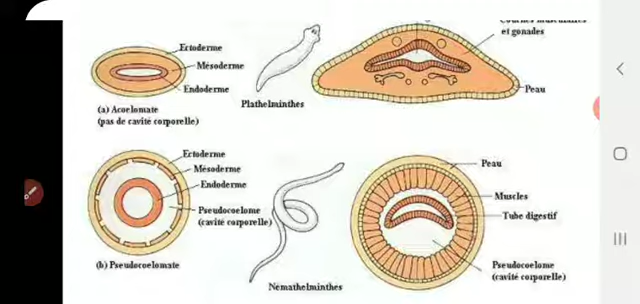 et gonades
Ectoderme
Mésoderme
Endoderme
Peau
Plathelminthes
(a) Acoelomate
(pas de cavité corporelle)
Ectoderme
Mésoderme
Endoderme
Pseudocoelome
(cavité corporelle)
(b) Pseudocoelomate
Némathelminthes
Peau
Muscles
Tube digestif
Pseudocoelome
(cavité corporelle)